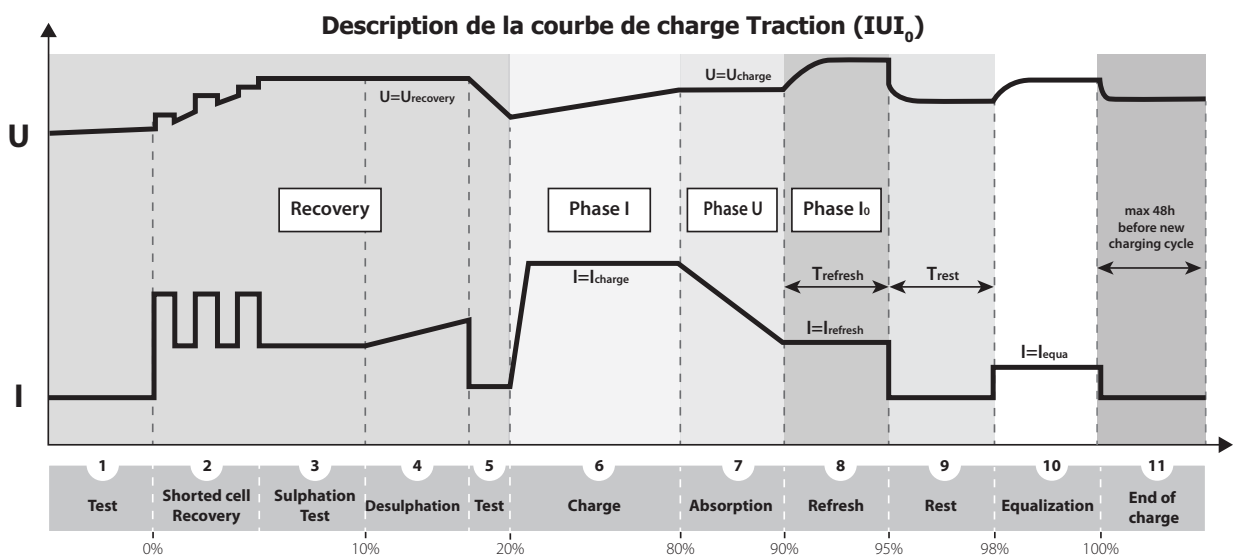 Description de la courbe de charge Traction (IUI₀)
U
U=Urecovery
U=Ucharge
Recovery
Phase I
Phase U
Phase I₀
max 48h
before new
charging cycle
I=Icharge
Trefresh
Trest
I=Irefresh
I=Iequa
I
1
2
3
4
5
6
7
8
9
10
11
Test
Shorted cell
Recovery
Sulphation
Test
Desulphation
Test
Charge
Absorption
Refresh
Rest
Equalization
End of
charge
0%
10%
20%
80%
90%
95%
98%
100%